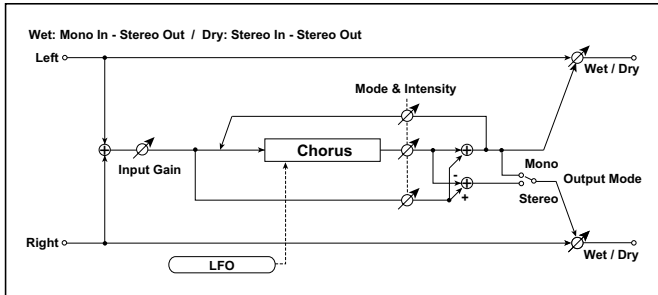 Wet: Mono In - Stereo Out / Dry: Stereo In - Stereo Out
Left
Wet / Dry
Mode & Intensity
Chorus
Input Gain
Mono
Output Mode
-
+
Stereo
Right
Wet / Dry
LFO